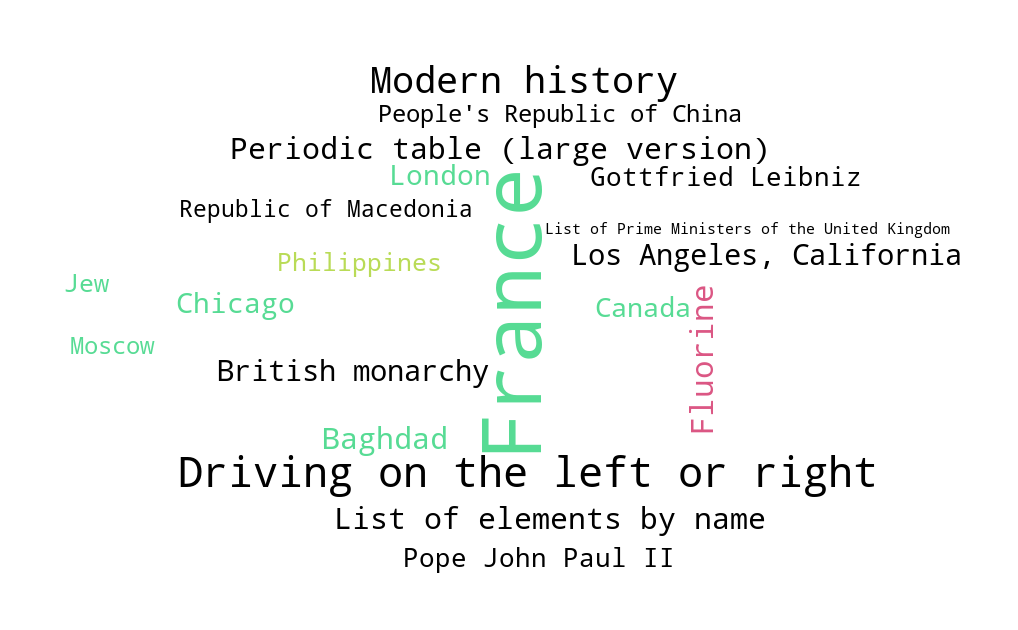 Modern history
People's Republic of China
Periodic table (large version)
London
Gottfried Leibniz
Republic of Macedonia
List of Prime Ministers of the United Kingdom
Los Angeles, California
Philippines
France
Jew
Chicago
Canada
Fluorine
Moscow
British monarchy
Baghdad
Driving on the left or right
List of elements by name
Pope John Paul II